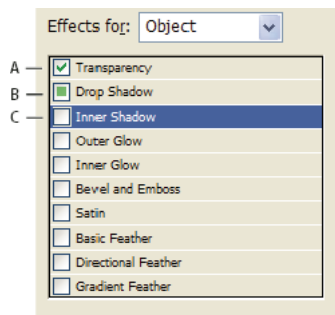 Effects for: Object
A Transparency
B Drop Shadow
C Inner Shadow
Outer Glow
Inner Glow
Bevel and Emboss
Satin
Basic Feather
Directional Feather
Gradient Feather